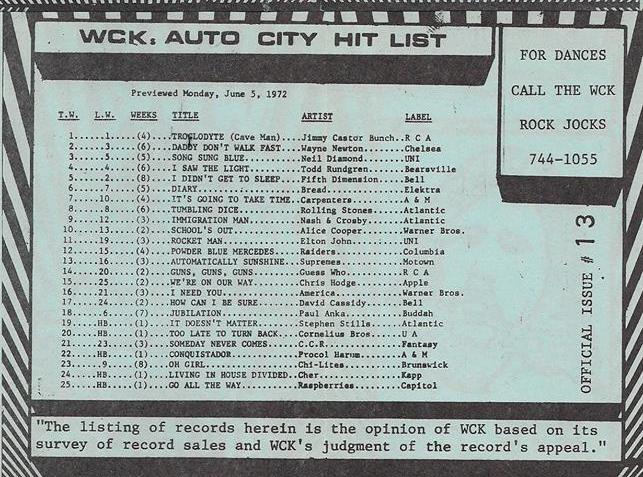 WCK: AUTO CITY HIT LIST
FOR DANCES
CALL THE WCK
ROCK JOCKS
744-1055
Previewed Monday, June 5, 1972
T.W. L.W. WEEKS TITLE ARTIST LABEL
1......1.....(4)...TROGLODYTE (Cave Man)....Jimmy Castor Bunch..R C A
2......3.....(6)...DADDY DON'T WALK FAST...Wayne Newton.......Chelsea
3......5.....(5)...SONG SUNG BLUE..........Neil Diamond.......UNI
4......4.....(6)...I SAW THE LIGHT.........Todd Rundgren......Bearsville
5......2.....(8)...I DIDN'T GET TO SLEEP...Fifth Dimension....Bell
6......7.....(5)...DIARY...................Bread..............Elektra
7.....10.....(4)...IT'S GOING TO TAKE TIME.Carpenters.........A & M
8......8.....(6)...TUMBLING DICE...........Rolling Stones.....Atlantic
9.....12.....(3)...IMMIGRATION MAN.........Nash & Crosby......Atlantic
10.....13.....(2)...SCHOOL'S OUT............Alice Cooper.......Warner Bros.
11.....19.....(3)...ROCKET MAN..............Elton John.........UNI
12.....15.....(4)...POWDER BLUE MERCEDES....Raiders............Columbia
13.....16.....(3)...AUTOMATICALLY SUNSHINE..Supremes...........Motown
14.....20.....(2)...GUNS, GUNS, GUNS........Guess Who..........R C A
15.....25.....(2)...WE'RE ON OUR WAY........Chris Hodge........Apple
16.....21.....(3)...I NEED YOU..............America............Warner Bros.
17.....24.....(2)...HOW CAN I BE SURE.......David Cassidy......Bell
18......6.....(7)...JUBILATION..............Paul Anka..........Buddah
19.....HB.....(1)...IT DOESN'T MATTER.......Stephen Stills.....Atlantic
20.....HB.....(1)...TOO LATE TO TURN BACK...Cornelius Bros.....U A
21.....23.....(3)...SOMEDAY NEVER COMES.....C.C.R..............Fantasy
22.....HB.....(1)...CONQUISTADOR............Procol Harum.......A & M
23......9.....(8)...OH GIRL.................Chi-Lites..........Brunswick
24.....HB.....(1)...LIVING IN HOUSE DIVIDED..Cher..............Kapp
25.....HB.....(1)...GO ALL THE WAY..........Raspberries........Capitol
OFFICIAL ISSUE # 13
"The listing of records herein is the opinion of WCK based on its
survey of record sales and WCK's judgment of the record's appeal."